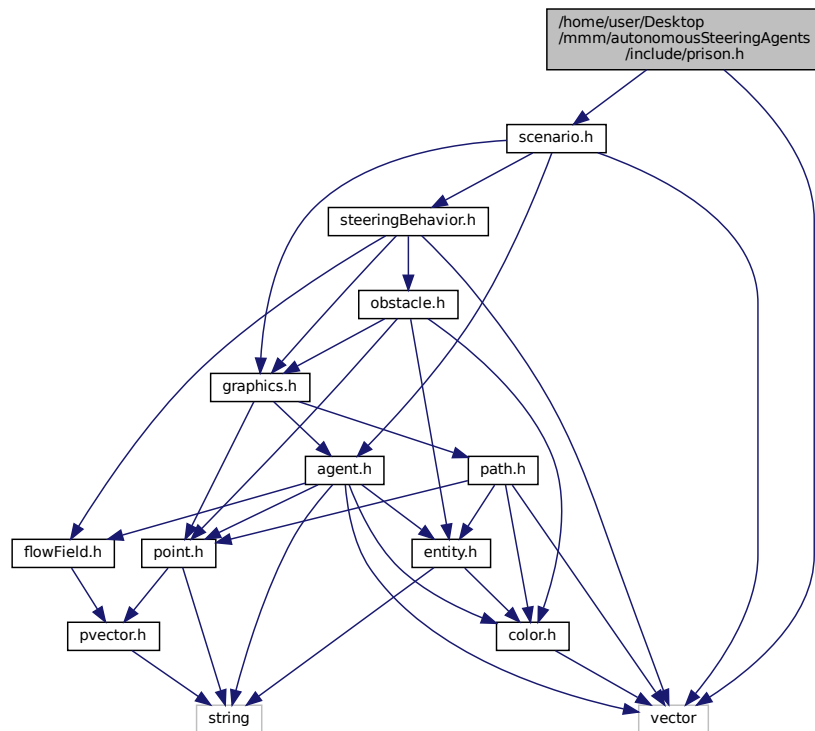 /home/user/Desktop
/mmm/autonomousSteeringAgents
/include/prison.h
scenario.h
steeringBehavior.h
obstacle.h
graphics.h
agent.h
path.h
flowField.h
point.h
entity.h
pvector.h
color.h
string
vector